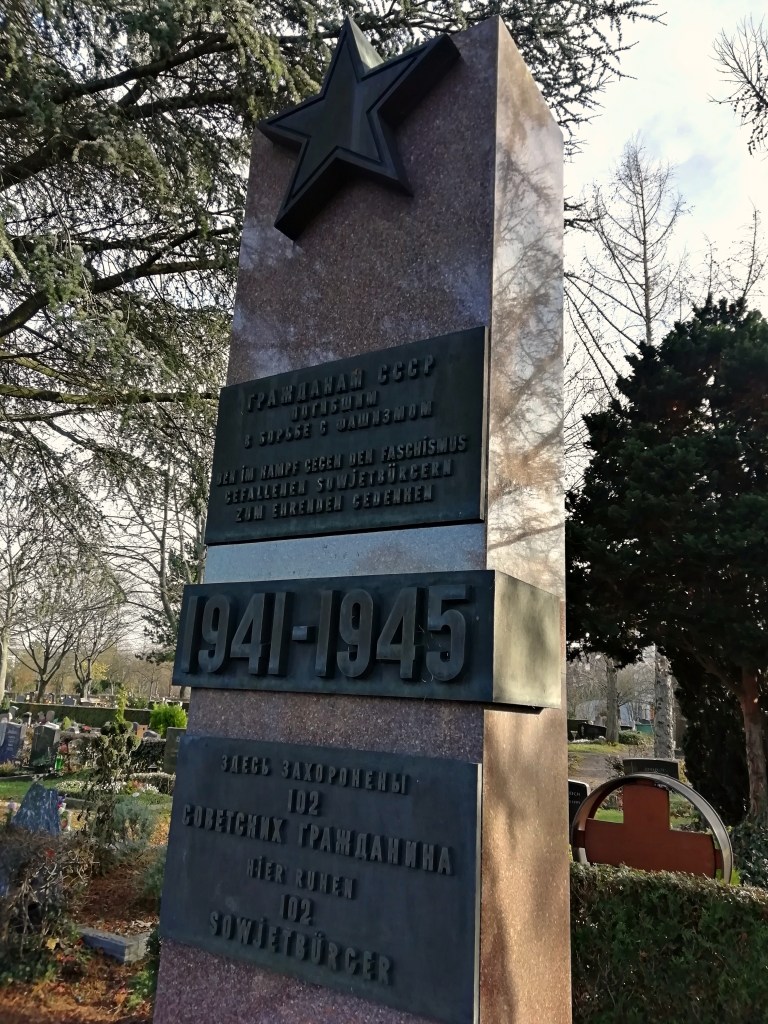 ГРАЖДАНАМ СССР
ПОГИБШИМ
В БОРЬБЕ С ФАШИЗМОМ
DEN IM KAMPF GEGEN DEN FASCHISMUS
GEFALLENEN SOWJETBÜRGERN
ZUM EHRENDEN GEDENKEN
1941-1945
ЗДЕСЬ ЗАХОРОНЕНЫ
102
СОВЕТСКИХ ГРАЖДАНИНА
HIER RUHEN
102
SOWJETBÜRGER